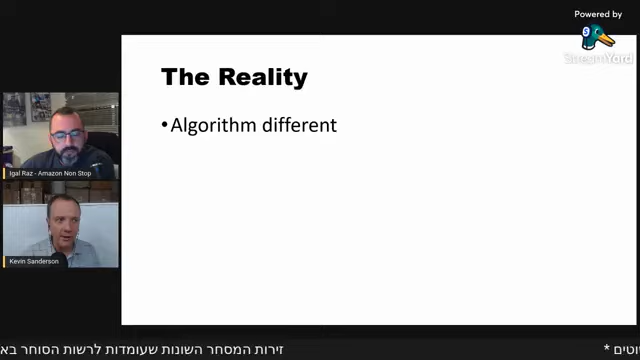 Powered by
StreamYard
The Reality
•Algorithm different
Igal Raz - Amazon Non Stop
Kevin Sanderson
זירות המסחר השונות שעומדות לרשות הסוחר בא
* וטים